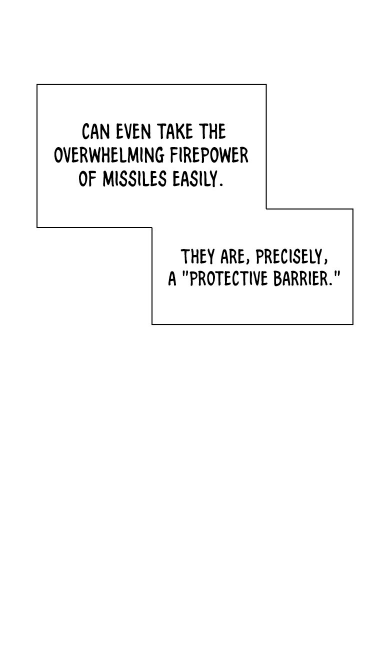 CAN EVEN TAKE THE
OVERWHELMING FIREPOWER
OF MISSILES EASILY.
THEY ARE, PRECISELY,
A "PROTECTIVE BARRIER."